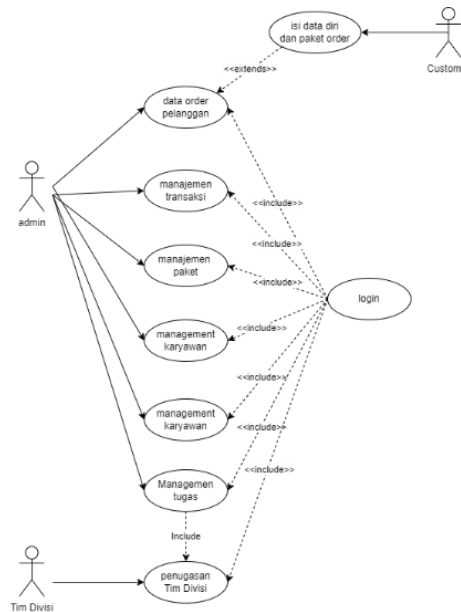 isi data diri
dan paket order
Custom
<<extends>>
data order
pelanggan
admin
manajemen
transaksi
<<include>>
<<include>>
manajemen
paket
<<include>>
login
management
karyawan
<<include>>
<<include>>
management
karyawan
<<include>>
<<include>>
Managemen
tugas
Include
penugasan
Tim Divisi
Tim Divisi